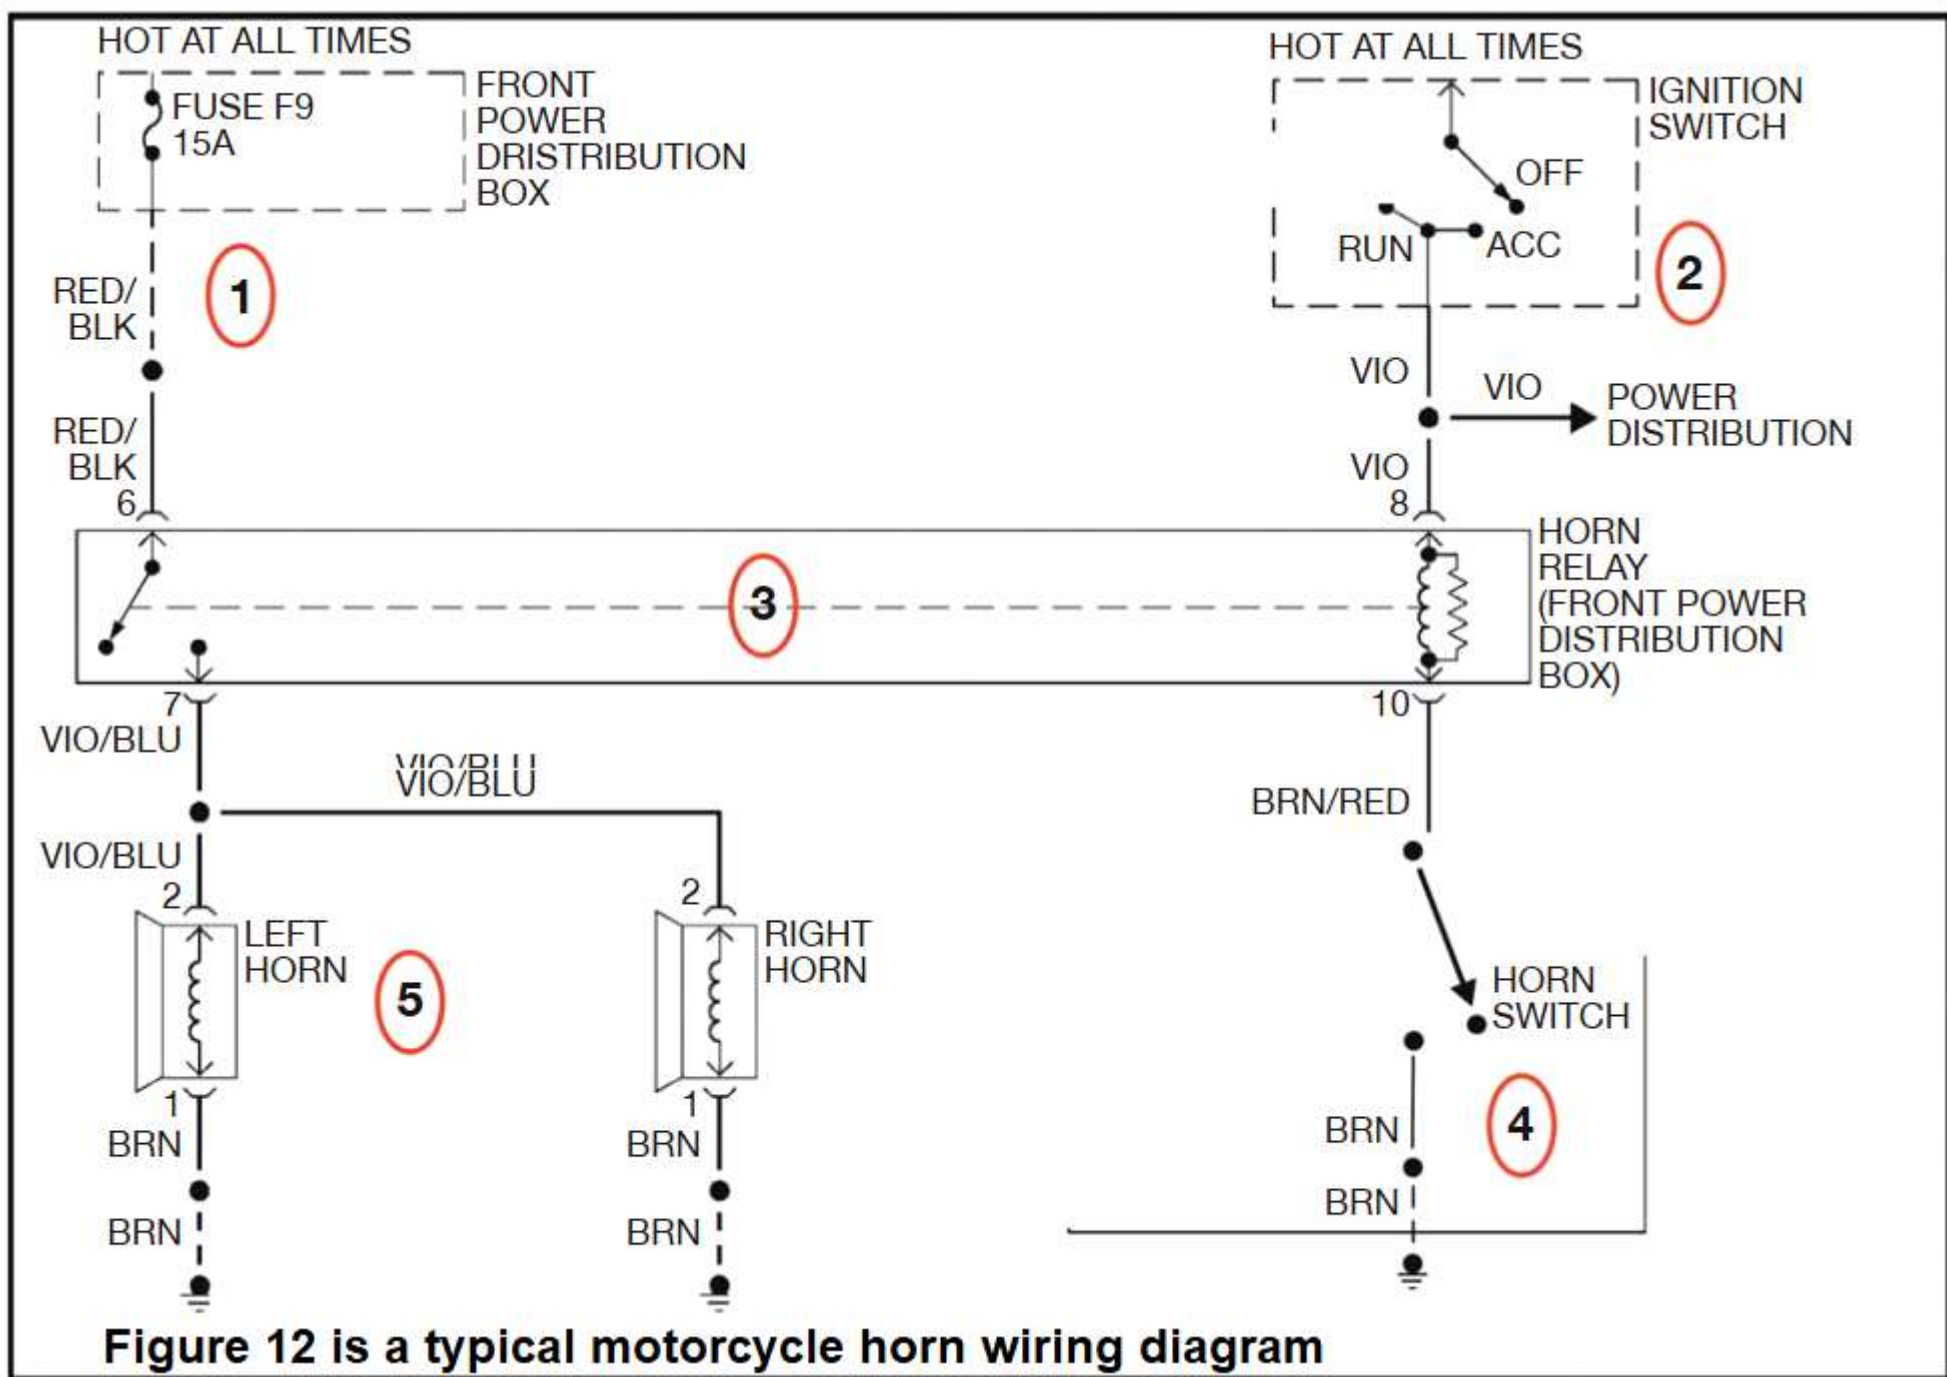 HOT AT ALL TIMES
FUSE F9
15A
FRONT
POWER
DRISTRIBUTION
BOX
HOT AT ALL TIMES
IGNITION
SWITCH
OFF
RUN
ACC
1
2
RED/
BLK
RED/
BLK
6
VIO
VIO
POWER
DISTRIBUTION
VIO
8
3
HORN
RELAY
(FRONT POWER
DISTRIBUTION
BOX)
7
10
VIO/BLU
VIO/BLU
VIO/BLU
VIO/BLU
BRN/RED
2
LEFT
HORN
5
2
RIGHT
HORN
HORN
SWITCH
4
1
BRN
BRN
1
BRN
BRN
BRN
BRN
Figure 12 is a typical motorcycle horn wiring diagram